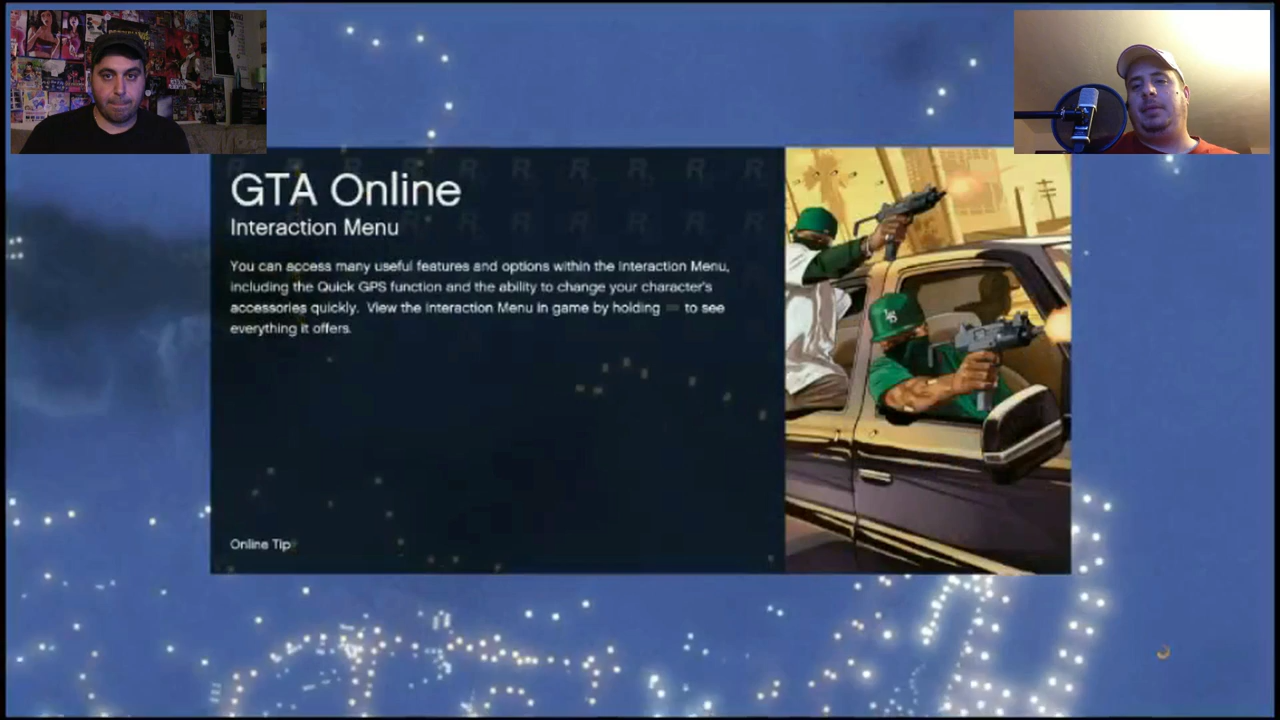 GTA Online
Interaction Menu
You can access many useful features and options within the Interaction Menu,
including the Quick GPS function and the ability to change your character's
accessories quickly. View the Interaction Menu in game by holding to see
everything it offers.
Online Tip